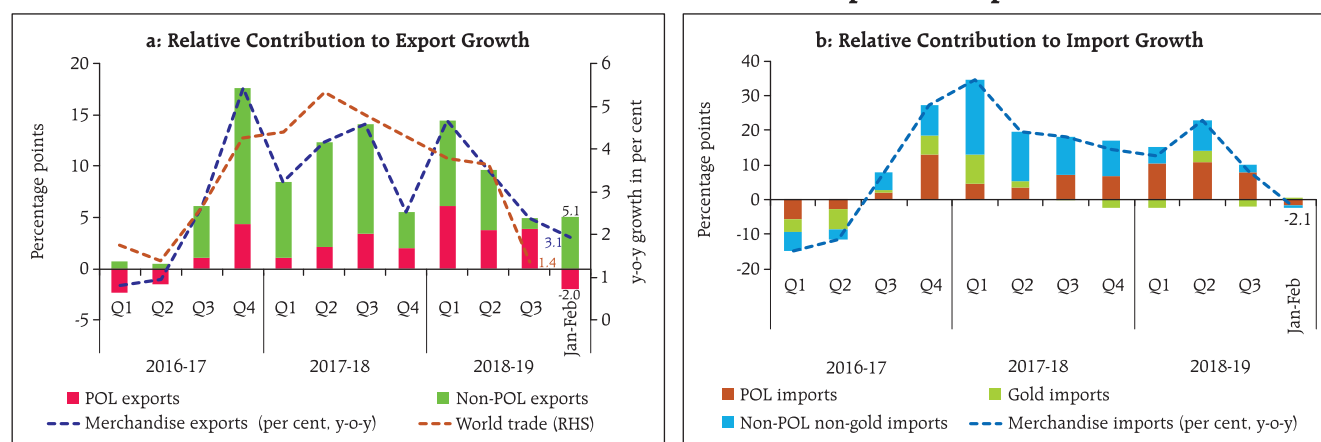 a: Relative Contribution to Export Growth
20
15
10
5
0
-5
Percentage points
6
5
4
3
2
1
0
y-o-y growth in per cent
5.1
3.1
1.4
-2.0
Q1 Q2 Q3 Q4 Q1 Q2 Q3 Q4 Q1 Q2 Q3 Jan-Feb
2016-17 2017-18 2018-19
POL exports Non-POL exports
Merchandise exports (per cent, y-o-y) World trade (RHS)
b: Relative Contribution to Import Growth
40
30
20
10
0
-10
-20
Percentage points
-2.1
Q1 Q2 Q3 Q4 Q1 Q2 Q3 Q4 Q1 Q2 Q3 Jan-Feb
2016-17 2017-18 2018-19
POL imports Gold imports
Non-POL non-gold imports Merchandise imports (per cent, y-o-y)